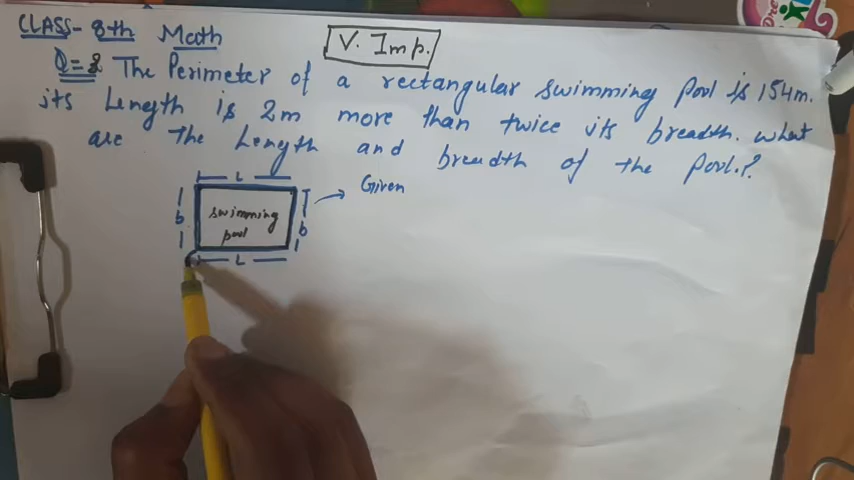 CLASS- 8th Math
V. Imp.
Q=2 The Perimeter of a rectangular swimming pool is 154m.
its Length is 2m more than twice its breadth. what
are the Length and breadth of the pool.?
L
Given
b swimming b
pool
L